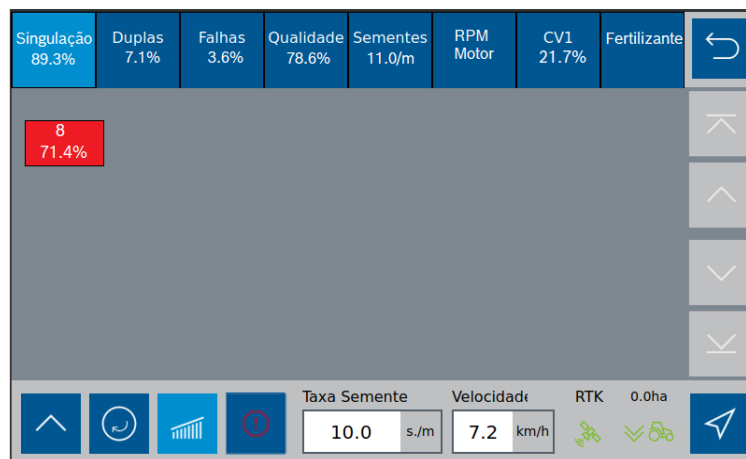 Singulação
89.3%
Duplas
7.1%
Falhas
3.6%
Qualidade
78.6%
Sementes
11.0/m
RPM
Motor
CV1
21.7%
Fertilizante
8
71.4%
Taxa Semente
10.0 s./m
Velocidade
7.2 km/h
RTK
0.0ha